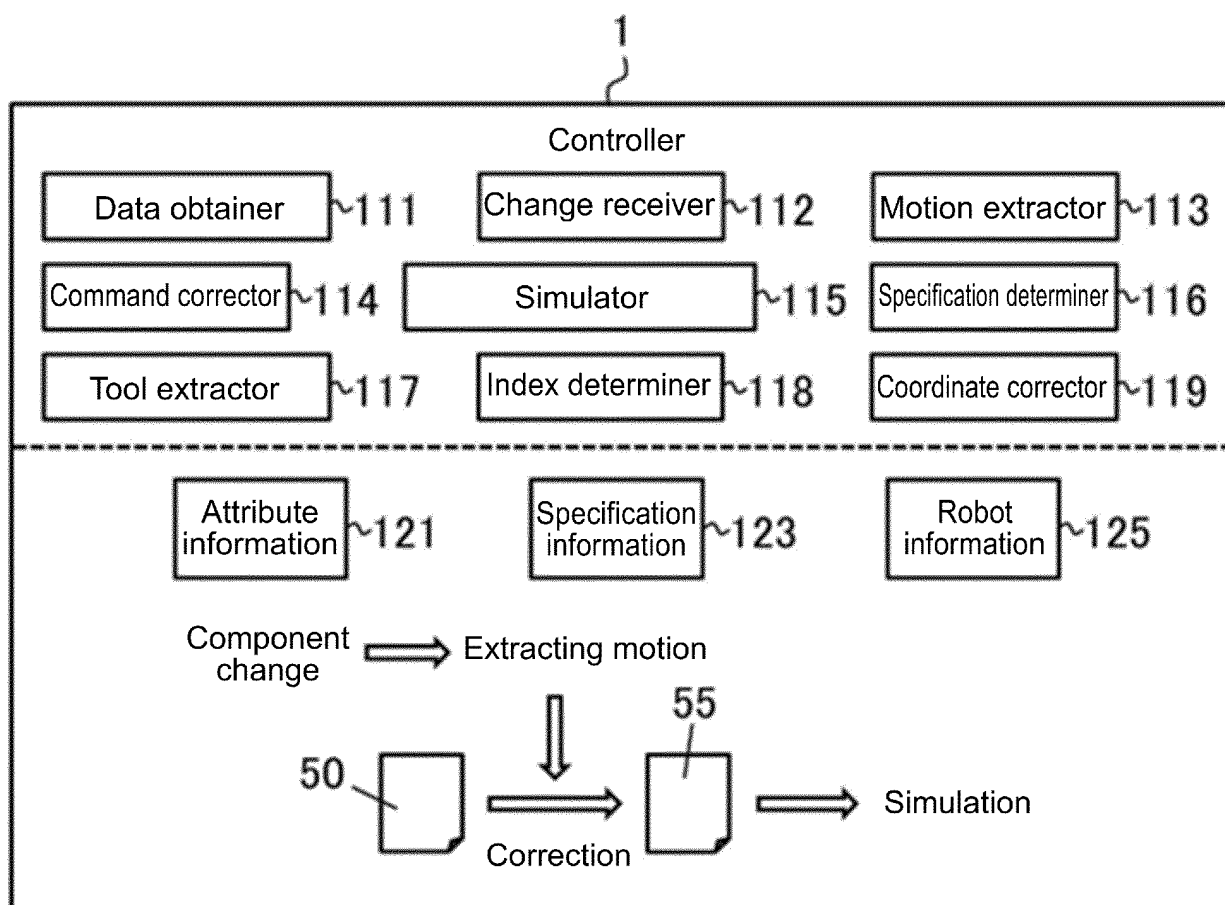 1
Controller
Data obtainer 111
Change receiver 112
Motion extractor 113
Command corrector 114
Simulator 115
Specification determiner 116
Tool extractor 117
Index determiner 118
Coordinate corrector 119
Attribute
information 121
Specification
information 123
Robot
information 125
Component
change
Extracting motion
55
50
Simulation
Correction